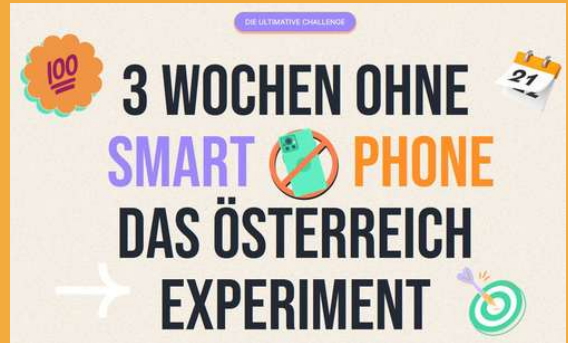 DIE ULTIMATIVE CHALLENGE
100
21
3 WOCHEN OHNE
SMART PHONE
DAS ÖSTERREICH
EXPERIMENT